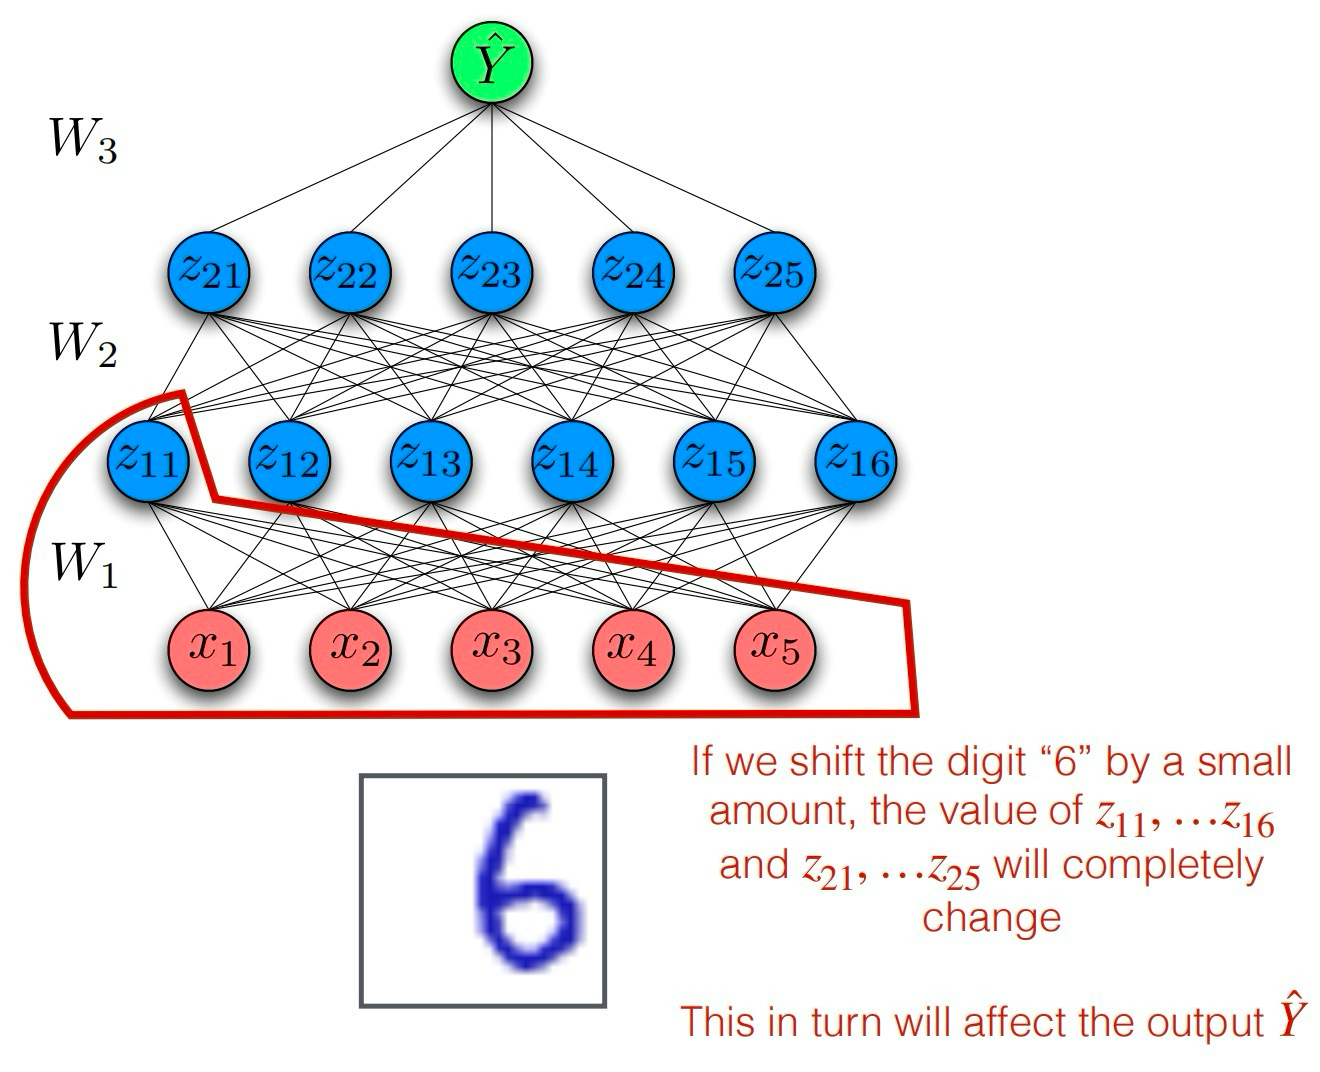 Ŷ
W₃
z₂₁ z₂₂ z₂₃ z₂₄ z₂₅
W₂
z₁₁ z₁₂ z₁₃ z₁₄ z₁₅ z₁₆
W₁
x₁ x₂ x₃ x₄ x₅
6
If we shift the digit “6” by a small
amount, the value of z₁₁, …z₁₆
and z₂₁, …z₂₅ will completely
change
This in turn will affect the output Ŷ